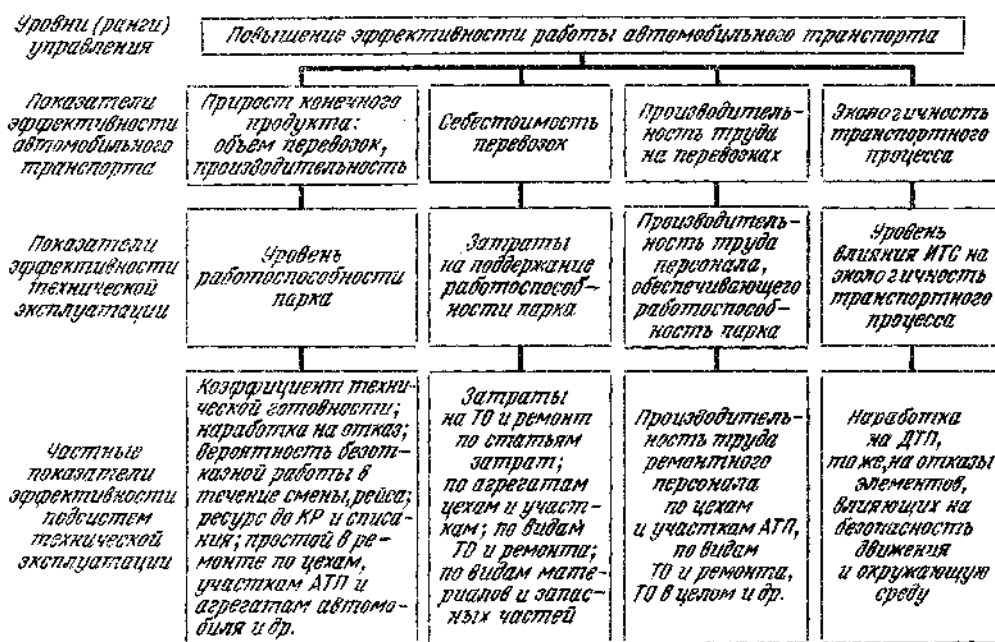 Уровни (ранги)
управления
Повышение эффективности работы автомобильного транспорта
Показатели
эффективности
автомобильного
транспорта
Прирост конечного
продукта:
объем перевозок,
производительность
Себестоимость
перевозок
Производитель-
ность труда
на перевозках
Экологичность
транспортного
процесса
Показатели
эффективности
технической
эксплуатации
Уровень
работоспособности
парка
Затраты
на поддержание
работоспособ-
ности парка
Производитель-
ность труда
персонала,
обеспечивающего
работоспособ-
ность парка
Уровень
влияния ИТС на
экологичность
транспортного
процесса
Частные
показатели
эффективности
подсистем
технической
эксплуатации
Коэффициент техни-
ческой готовности;
наработка на отказ;
вероятность безот-
казной работы в
течение смены, рейса;
ресурс до КР и списа-
ния; простой в ре-
монте по цехам,
участкам АТП и
агрегатам автомо-
биля и др.
Затраты
на ТО и ремонт
по статьям
затрат;
по агрегатам
цехам и участ-
кам; по видам
ТО и ремонта;
по видам мате-
риалов и запас-
ных частей
Производитель-
ность труда
ремонтного
персонала
по цехам
и участкам АТП,
по видам
ТО и ремонта,
ТО в целом и др.
Наработка
на ДТП,
то же, на отказы
элементов,
влияющих на
безопасность
движения
и окружающую
среду